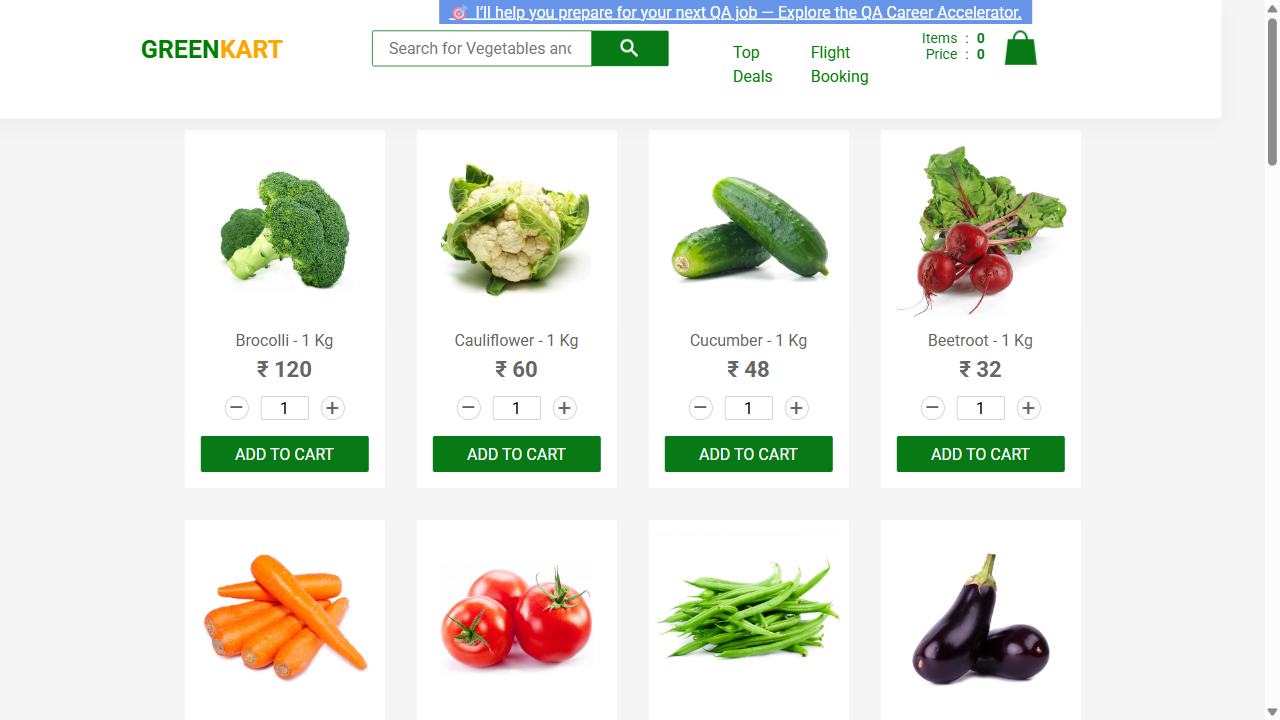 🎯 I'll help you prepare for your next QA job — Explore the QA Career Accelerator.
GREENKART
Search for Vegetables and
Top
Deals
Flight
Booking
Items : 0
Price : 0
Brocolli - 1 Kg
₹ 120
− 1 +
ADD TO CART
Cauliflower - 1 Kg
₹ 60
− 1 +
ADD TO CART
Cucumber - 1 Kg
₹ 48
− 1 +
ADD TO CART
Beetroot - 1 Kg
₹ 32
− 1 +
ADD TO CART